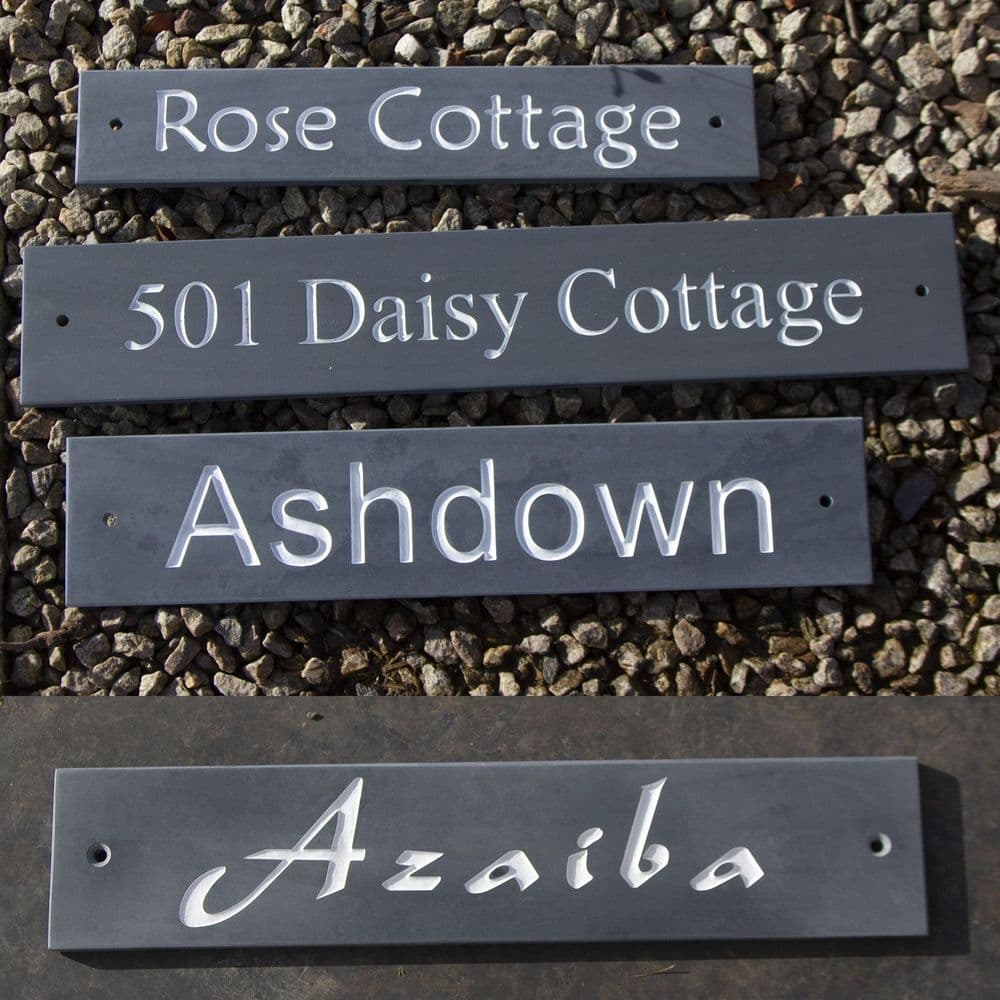 Rose Cottage
501 Daisy Cottage
Ashdown
Azaiba